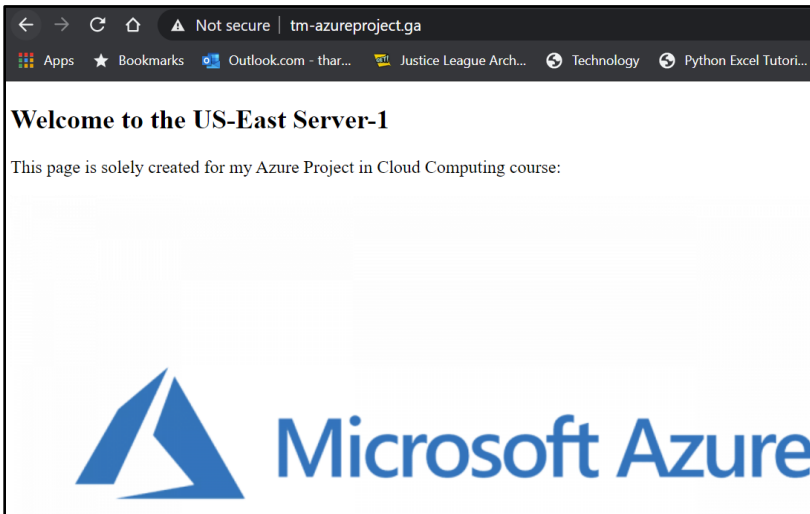 Not secure | tm-azureproject.ga
Apps Bookmarks Outlook.com - thar... Justice League Arch... Technology Python Excel Tutori...
Welcome to the US-East Server-1
This page is solely created for my Azure Project in Cloud Computing course:
Microsoft Azure